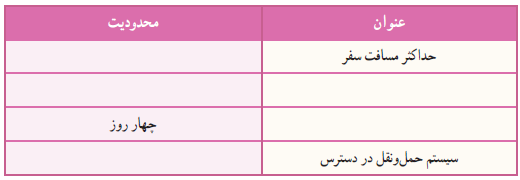 عنوان محدودیت
حداکثر مسافت سفر
چهار روز
سیستم حمل‌ونقل در دسترس